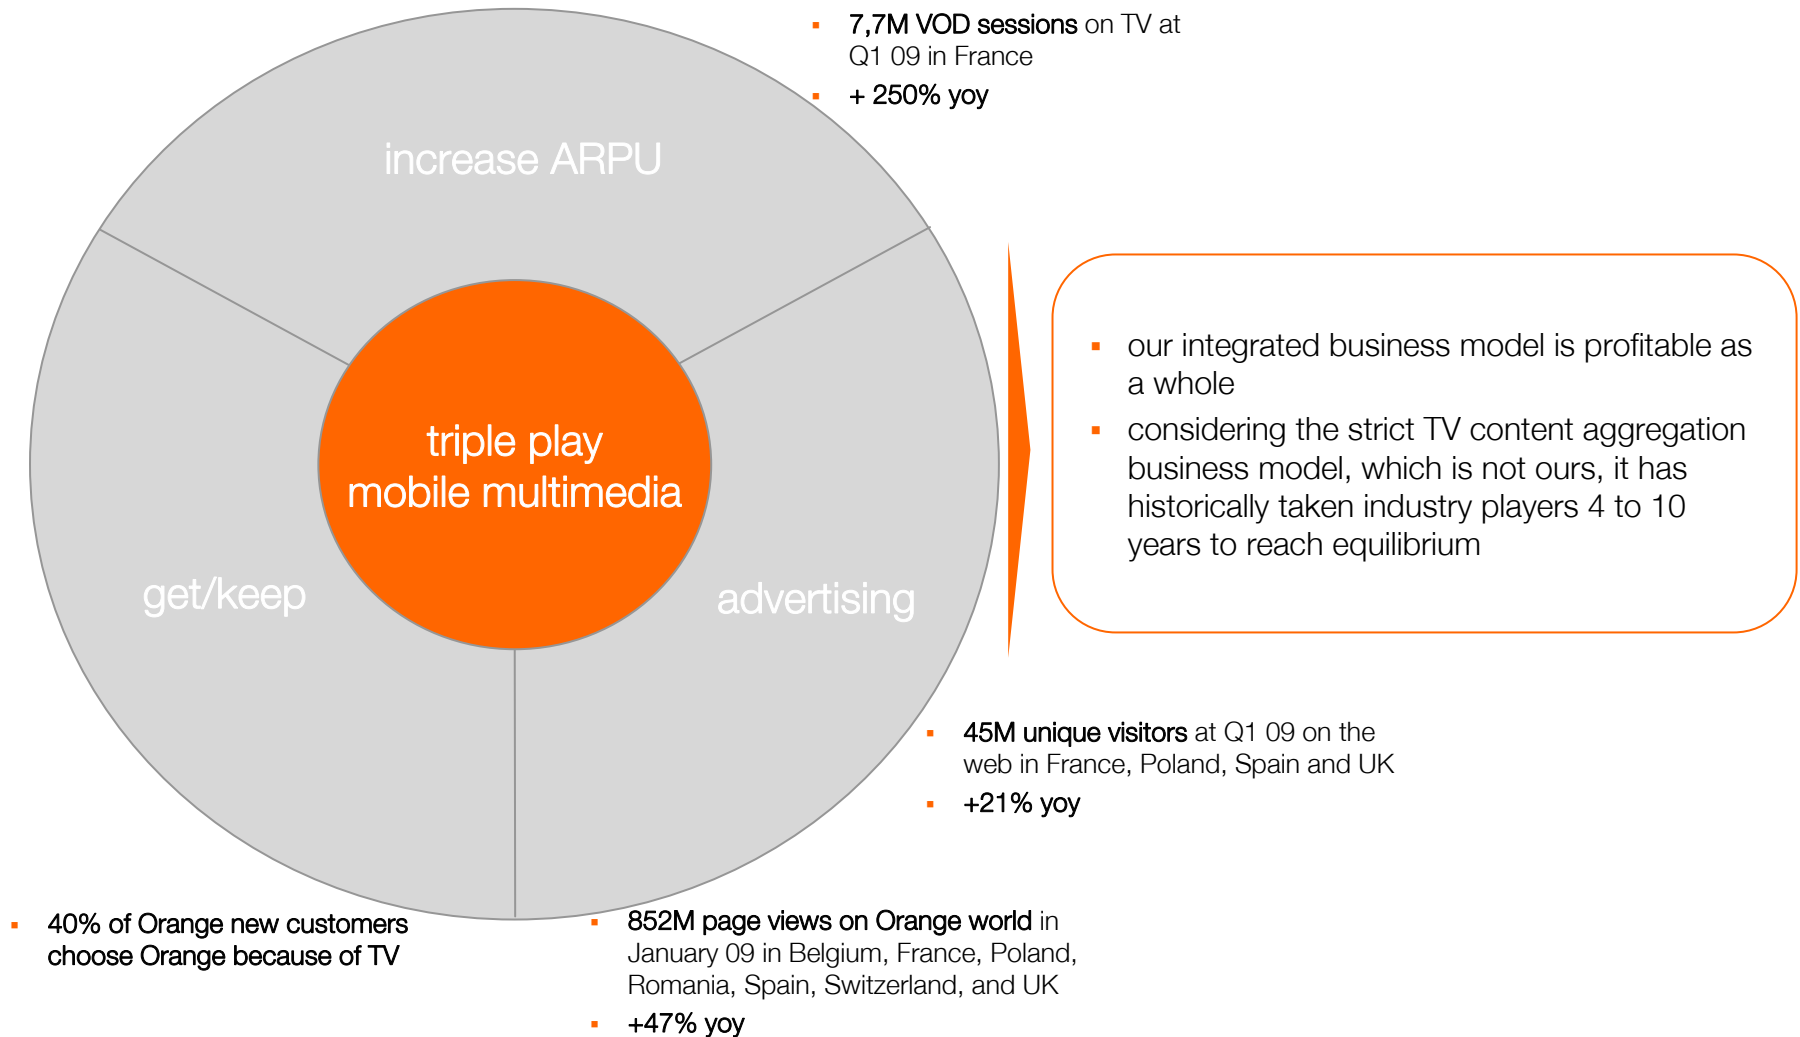 7,7M VOD sessions on TV at
Q1 09 in France
+ 250% yoy
increase ARPU
triple play
mobile multimedia
get/keep
advertising
our integrated business model is profitable as
a whole
considering the strict TV content aggregation
business model, which is not ours, it has
historically taken industry players 4 to 10
years to reach equilibrium
45M unique visitors at Q1 09 on the
web in France, Poland, Spain and UK
+21% yoy
40% of Orange new customers
choose Orange because of TV
852M page views on Orange world in
January 09 in Belgium, France, Poland,
Romania, Spain, Switzerland, and UK
+47% yoy